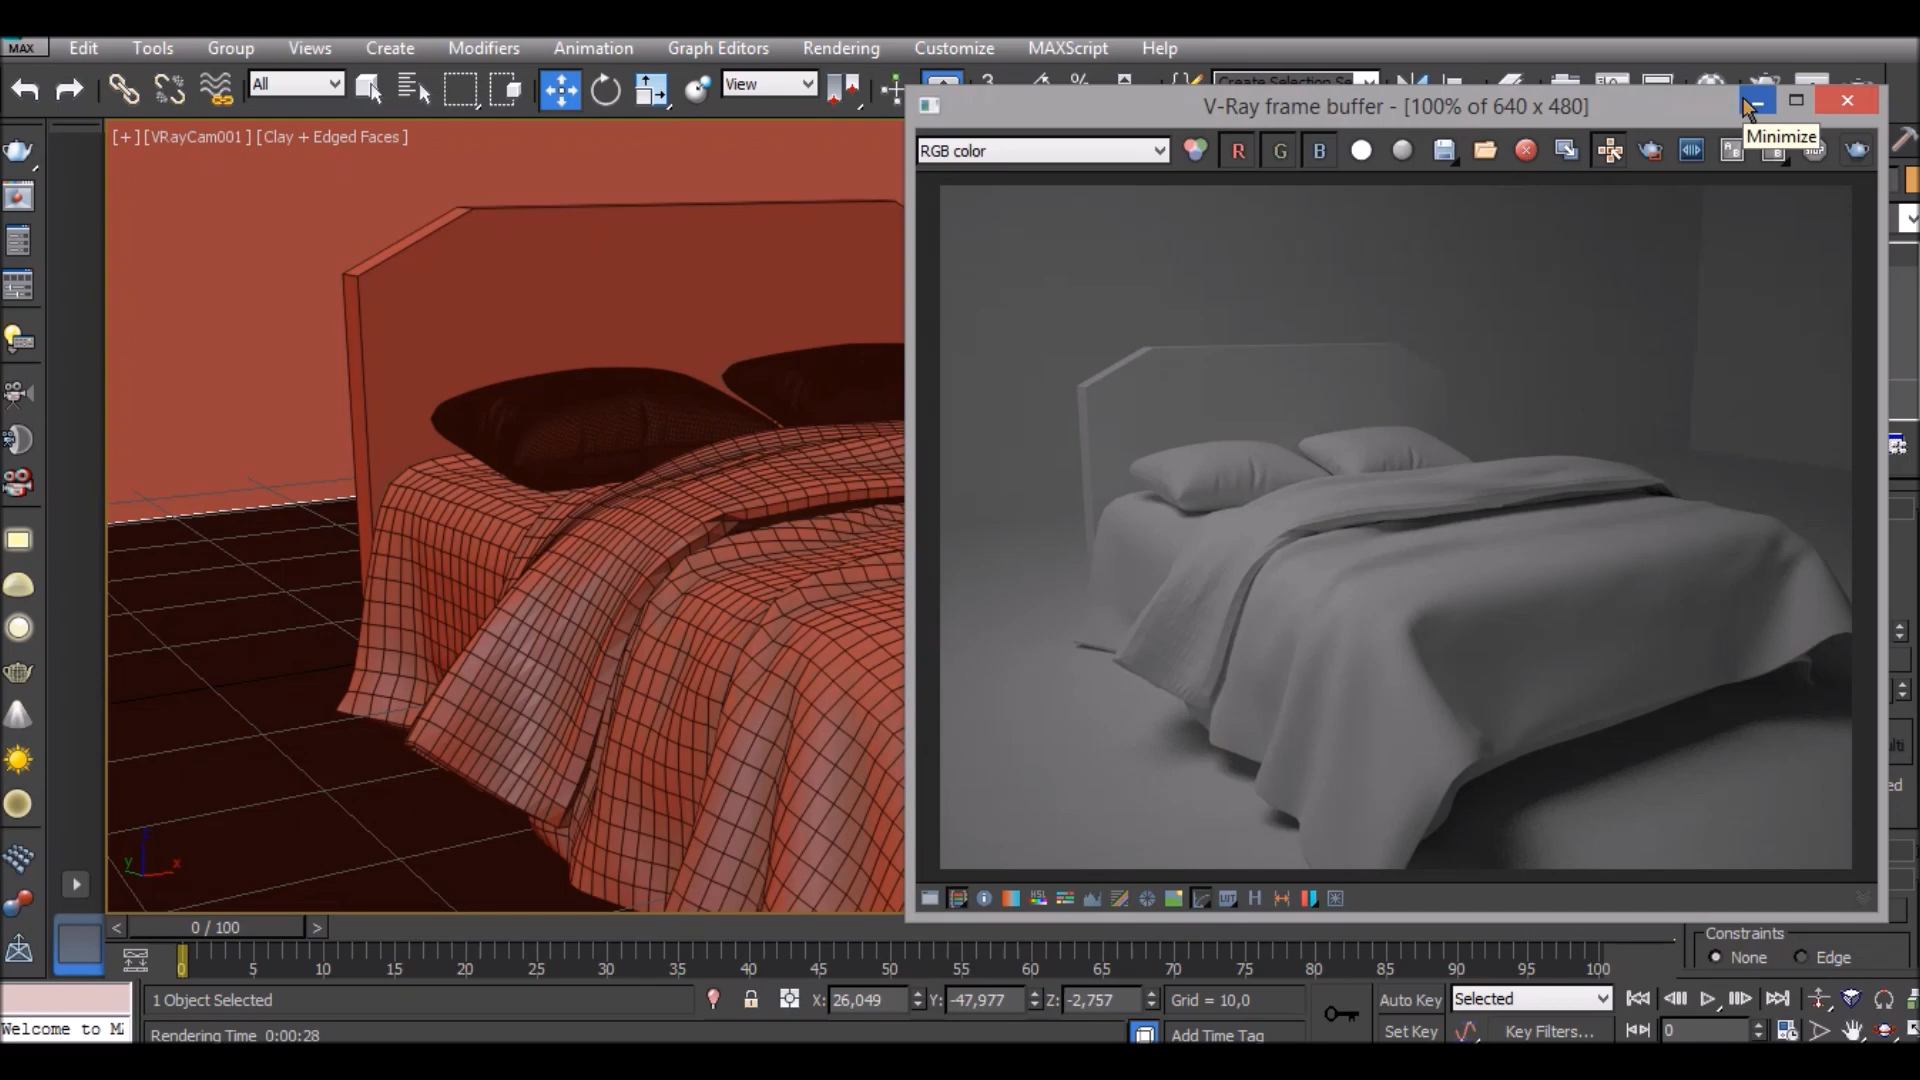 MAX Edit Tools Group Views Create Modifiers Animation Graph Editors Rendering Customize MAXScript Help
All View 3 %
V-Ray frame buffer - [100% of 640 x 480]
Minimize
[+] [VRayCam001 ] [Clay + Edged Faces ]
RGB color R G B
HSL LUT H
y x
< 0 / 100 >
0 5 10 15 20 25 30 35 40 45 50 55 60 65 70 75 80 85 90 95 100
Constraints
None Edge
1 Object Selected X: 26,049 Y: -47,977 Z: -2,757 Grid = 10,0 Auto Key Selected
Welcome to
Rendering Time 0:00:28 Add Time Tag Set Key Key Filters... 0